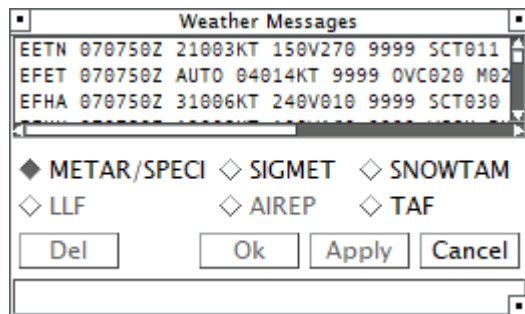 Weather Messages
EETN 070750Z 21003KT 150V270 9999 SCT011
EFET 070750Z AUTO 04014KT 9999 OVC020 M02
EFHA 070750Z 31006KT 240V010 9999 SCT030
METAR/SPECI SIGMET SNOWTAM
LLF AIREP TAF
Del Ok Apply Cancel